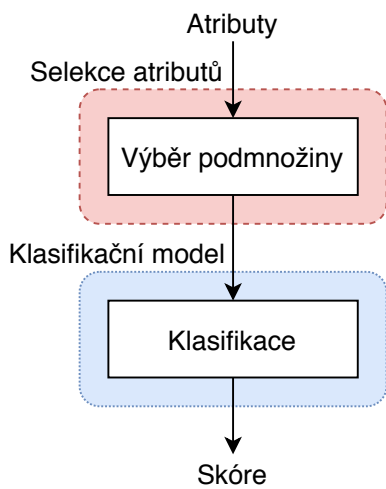 Atributy
Selekce atributů
Výběr podmnožiny
Klasifikační model
Klasifikace
Skóre